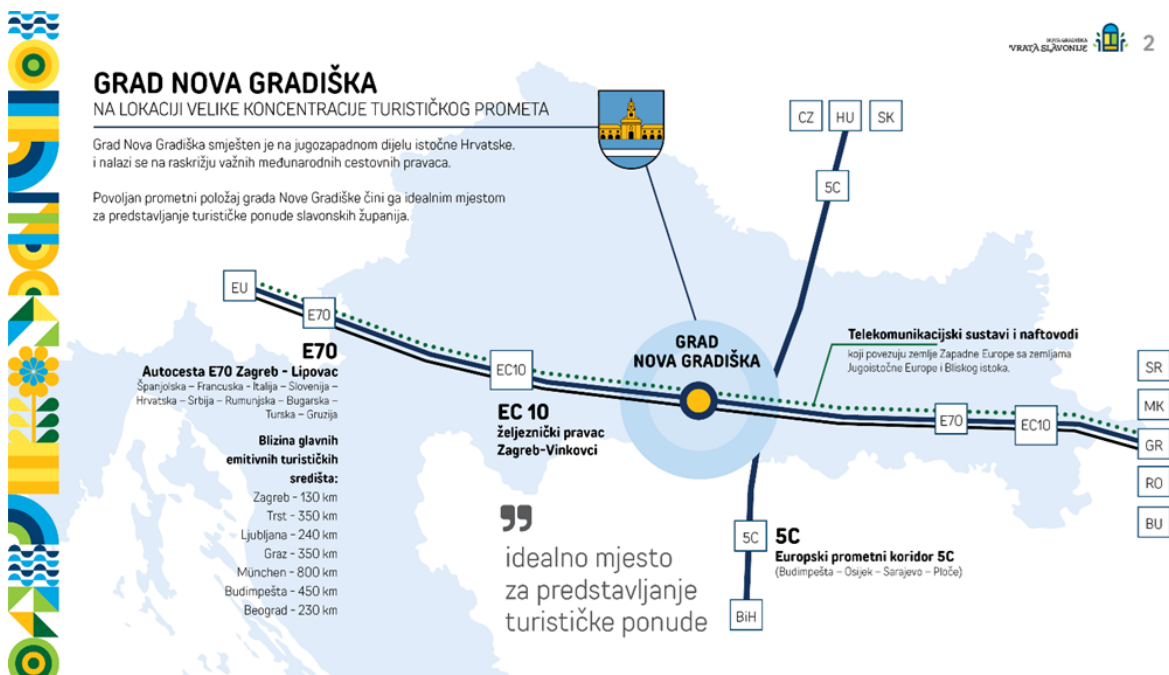 NOVA GRADIŠKA
VRATA SLAVONIJE
2
GRAD NOVA GRADIŠKA
NA LOKACIJI VELIKE KONCENTRACIJE TURISTIČKOG PROMETA
Grad Nova Gradiška smješten je na jugozapadnom dijelu istočne Hrvatske.
i nalazi se na raskrižju važnih međunarodnih cestovnih pravaca.
Povoljan prometni položaj grada Nove Gradiške čini ga idealnim mjestom
za predstavljanje turističke ponude slavonskih županija.
CZ
HU
SK
5C
EU
E70
E70
Autocesta E70 Zagreb - Lipovac
Španjolska – Francuska - Italija – Slovenija –
Hrvatska – Srbija – Rumunjska – Bugarska –
Turska – Gruzija
Blizina glavnih
emitivnih turističkih
središta:
Zagreb - 130 km
Trst - 350 km
Ljubljana - 240 km
Graz - 350 km
München - 800 km
Budimpešta - 450 km
Beograd - 230 km
EC10
EC 10
željeznički pravac
Zagreb-Vinkovci
GRAD
NOVA GRADIŠKA
Telekomunikacijski sustavi i naftovodi
koji povezuju zemlje Zapadne Europe sa zemljama
Jugoistočne Europe i Bliskog istoka.
E70
EC10
SR
MK
GR
RO
BU
”
idealno mjesto
za predstavljanje
turističke ponude
5C
5C
Europski prometni koridor 5C
(Budimpešta – Osijek – Sarajevo – Ploče)
BiH